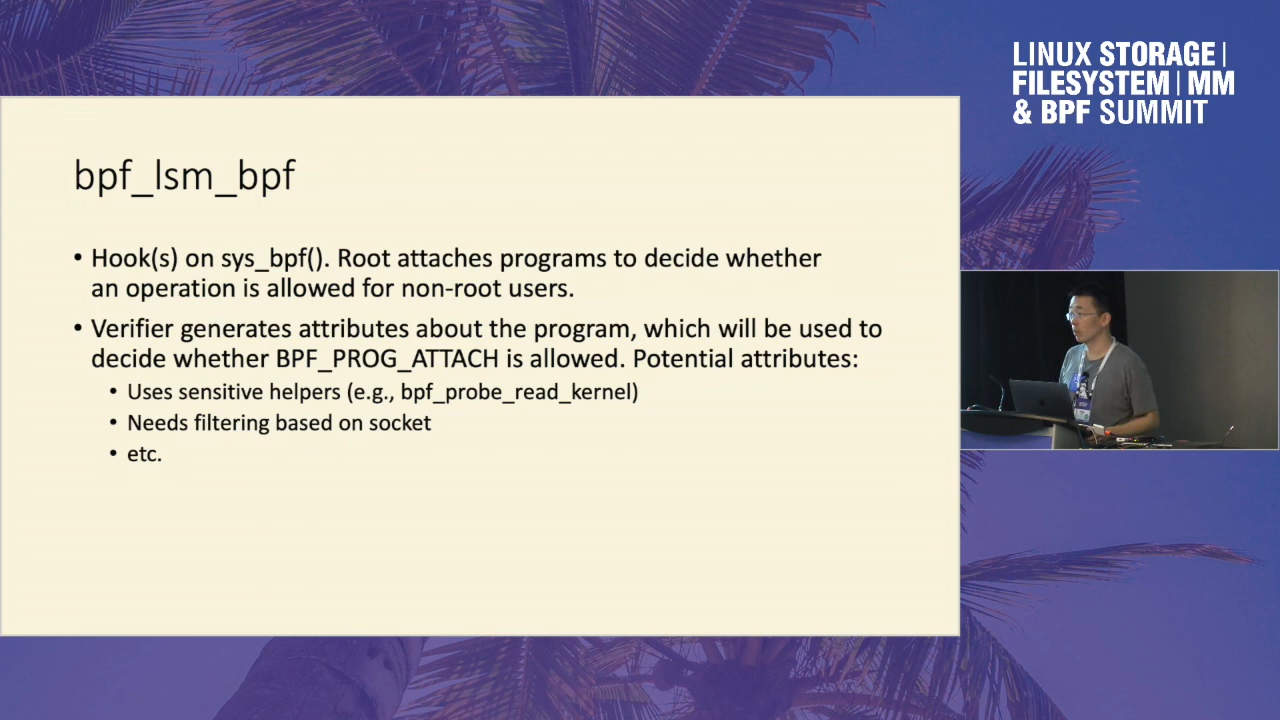 LINUX STORAGE |
FILESYSTEM | MM
& BPF SUMMIT
bpf_lsm_bpf
• Hook(s) on sys_bpf(). Root attaches programs to decide whether
an operation is allowed for non-root users.
• Verifier generates attributes about the program, which will be used to
decide whether BPF_PROG_ATTACH is allowed. Potential attributes:
• Uses sensitive helpers (e.g., bpf_probe_read_kernel)
• Needs filtering based on socket
• etc.